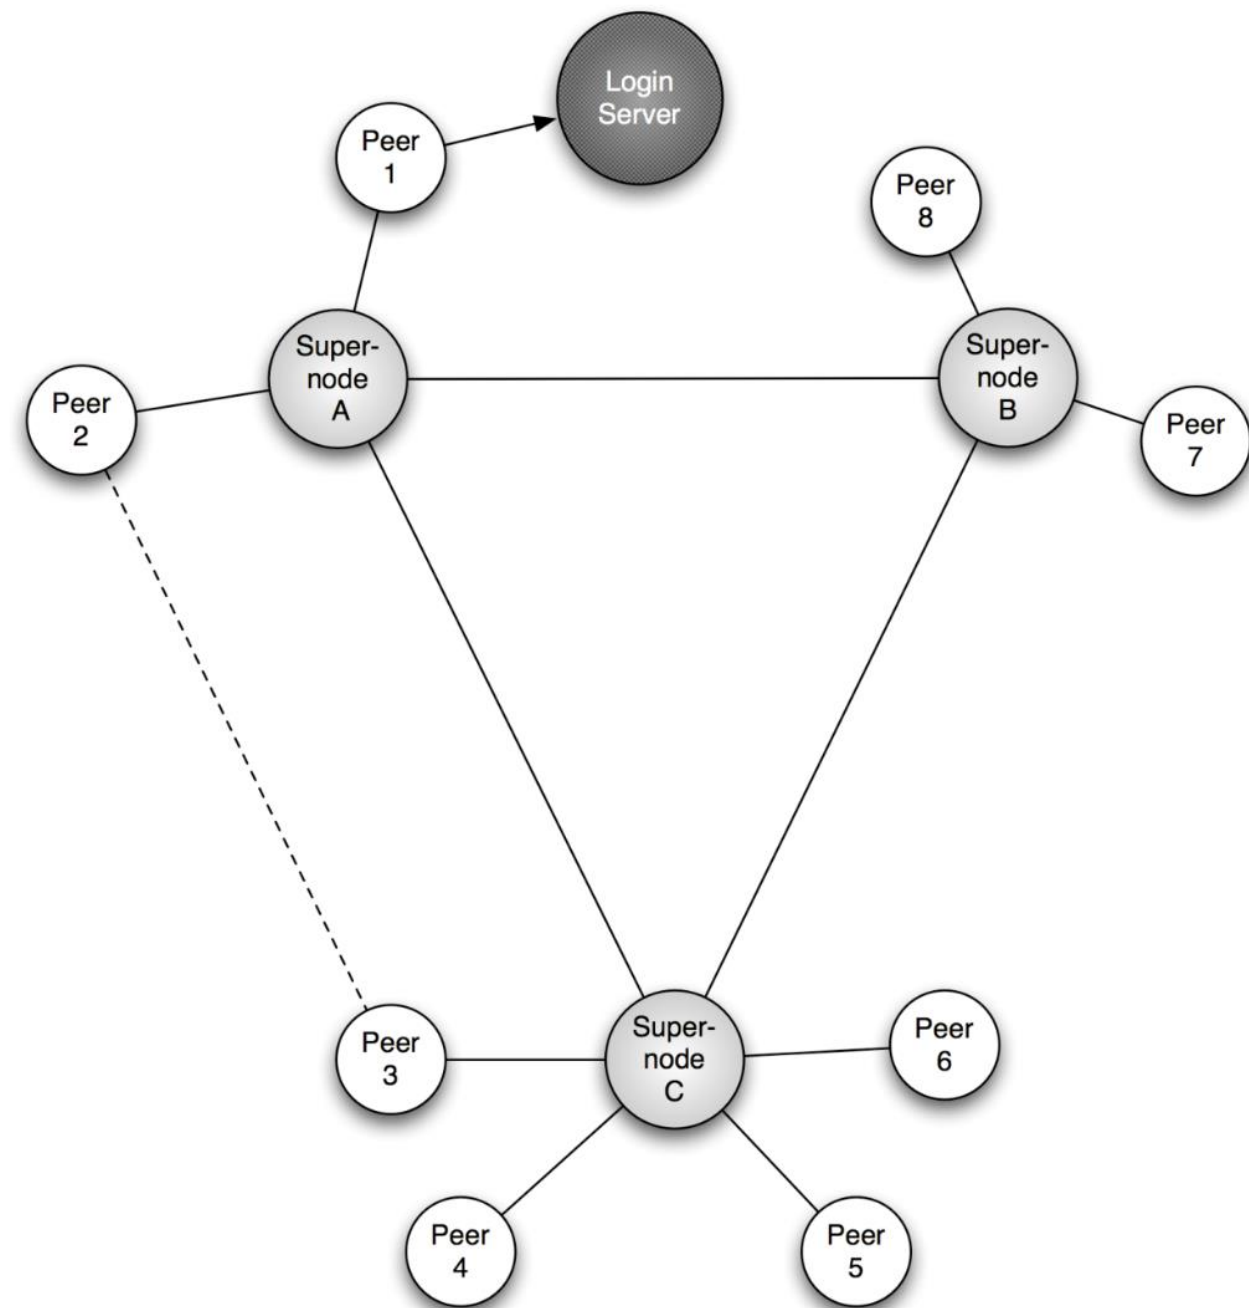 Login
Server
Peer
1
Peer
8
Super-
node
A
Super-
node
B
Peer
2
Peer
7
Peer
3
Super-
node
C
Peer
6
Peer
4
Peer
5